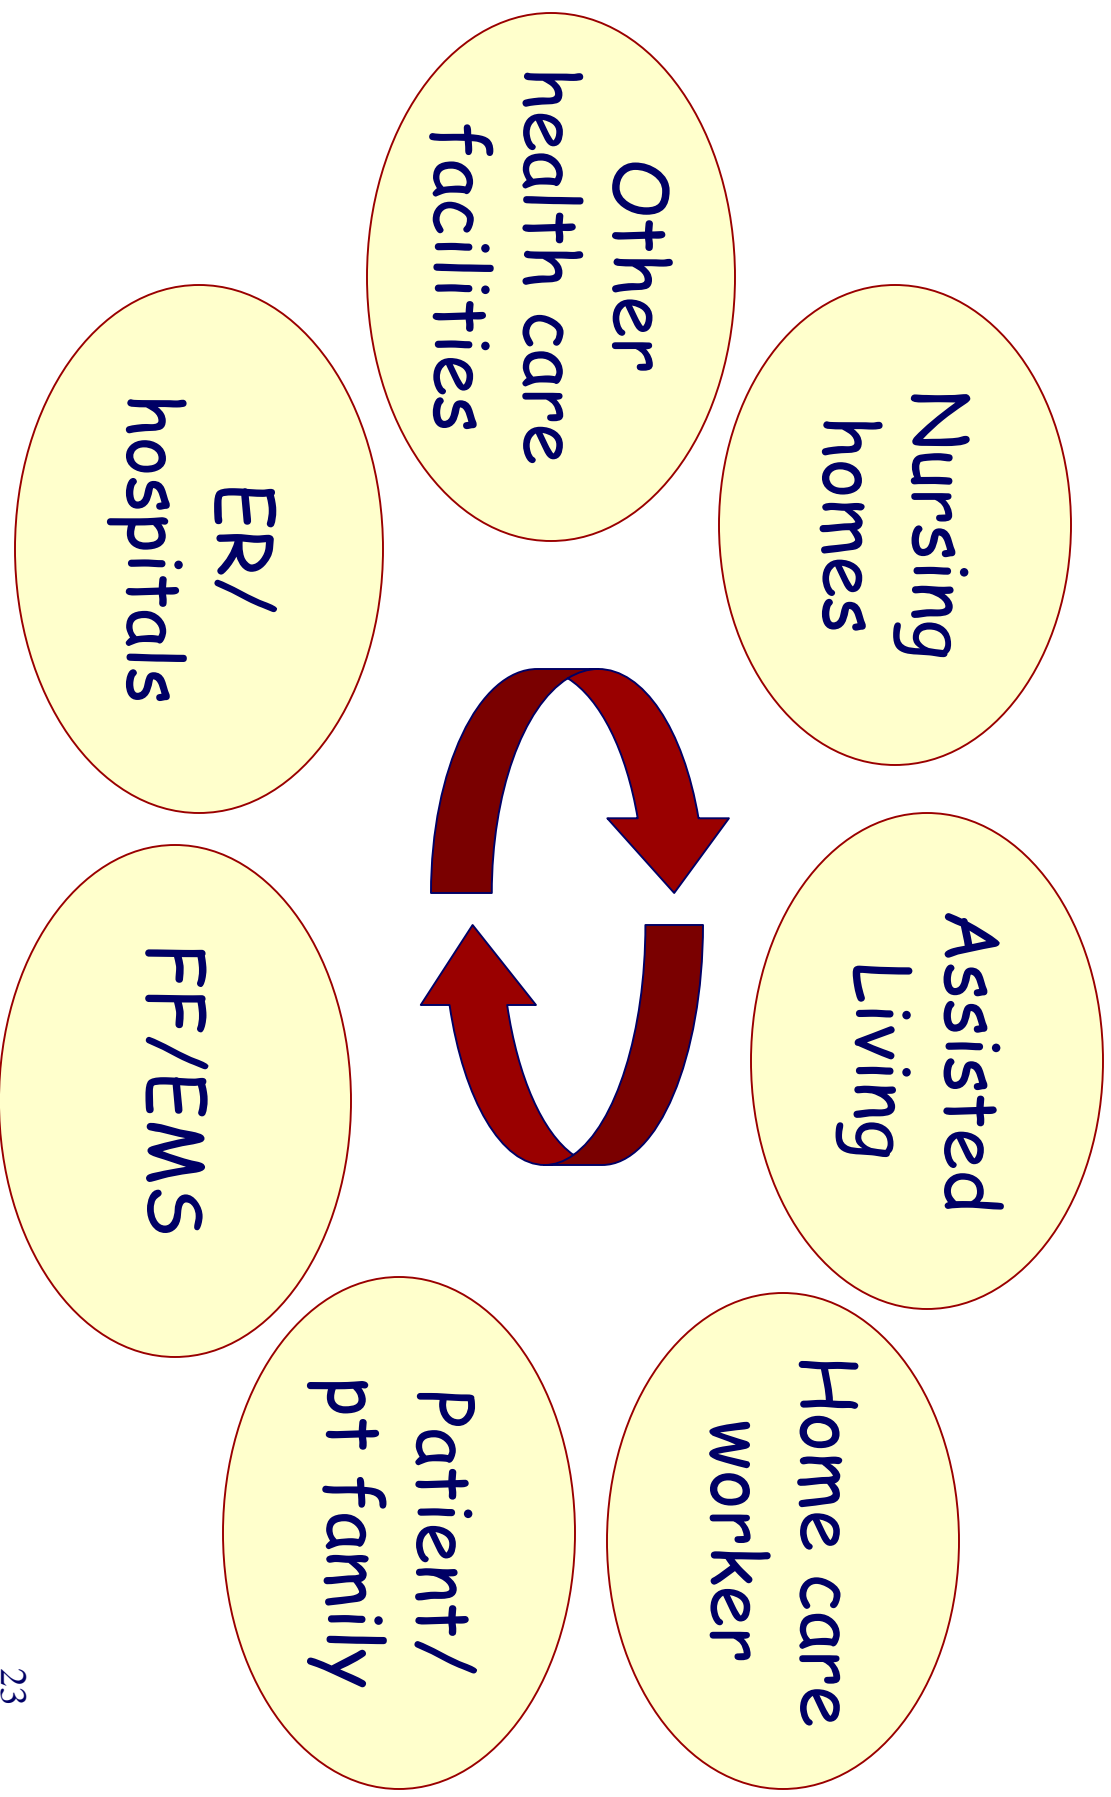 Nursing
homes
Assisted
Living
Home care
worker
Other
health care
facilities
Patient/
pt family
ER/
hospitals
FF/EMS
23